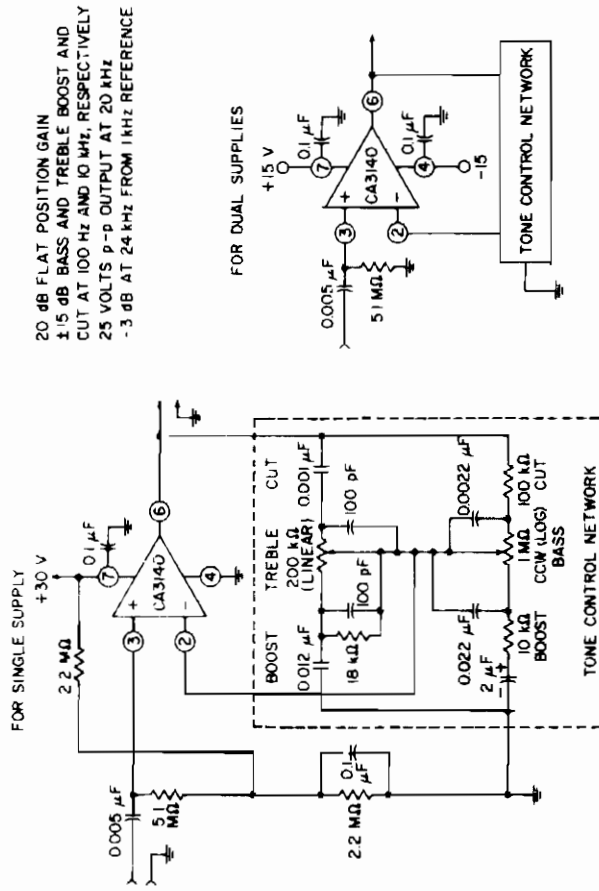 20 dB FLAT POSITION GAIN
±15 dB BASS AND TREBLE BOOST AND
CUT AT 100 Hz AND 10 kHz, RESPECTIVELY
25 VOLTS p-p OUTPUT AT 20 kHz
-3 dB AT 24 kHz FROM 1 kHz REFERENCE
FOR SINGLE SUPPLY
+30 V
2.2 MΩ
0.1 μF
7
0.005 μF
3
+
CA3140
6
2
-
4
5.1
MΩ
2.2 MΩ
0.1
μF
BOOST
TREBLE
200 kΩ
(LINEAR)
CUT
0.012 μF
0.001 μF
18 kΩ
100 pF
100 pF
0.022
μF
0.0022 μF
2 μF
-
+
10 kΩ
BOOST
1 MΩ
CCW (LOG)
BASS
100 kΩ
CUT
TONE CONTROL NETWORK
FOR DUAL SUPPLIES
+15 V
0.1 μF
7
0.005 μF
3
+
CA3140
6
2
-
4
0.1 μF
5.1 MΩ
-15
TONE CONTROL NETWORK